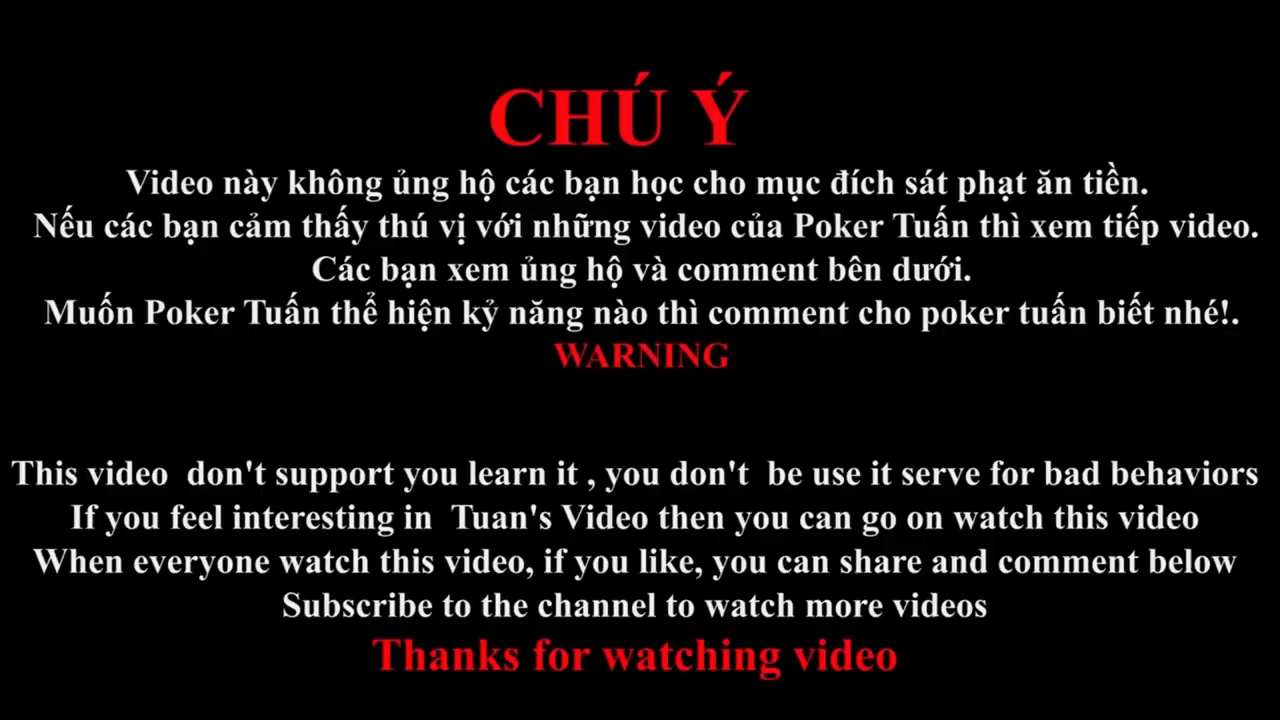 CHÚ Ý
Video này không ủng hộ các bạn học cho mục đích sát phạt ăn tiền.
Nếu các bạn cảm thấy thú vị với những video của Poker Tuấn thì xem tiếp video.
Các bạn xem ủng hộ và comment bên dưới.
Muốn Poker Tuấn thể hiện kỷ năng nào thì comment cho poker tuấn biết nhé!.
WARNING
This video don't support you learn it , you don't be use it serve for bad behaviors
If you feel interesting in Tuan's Video then you can go on watch this video
When everyone watch this video, if you like, you can share and comment below
Subscribe to the channel to watch more videos
Thanks for watching video